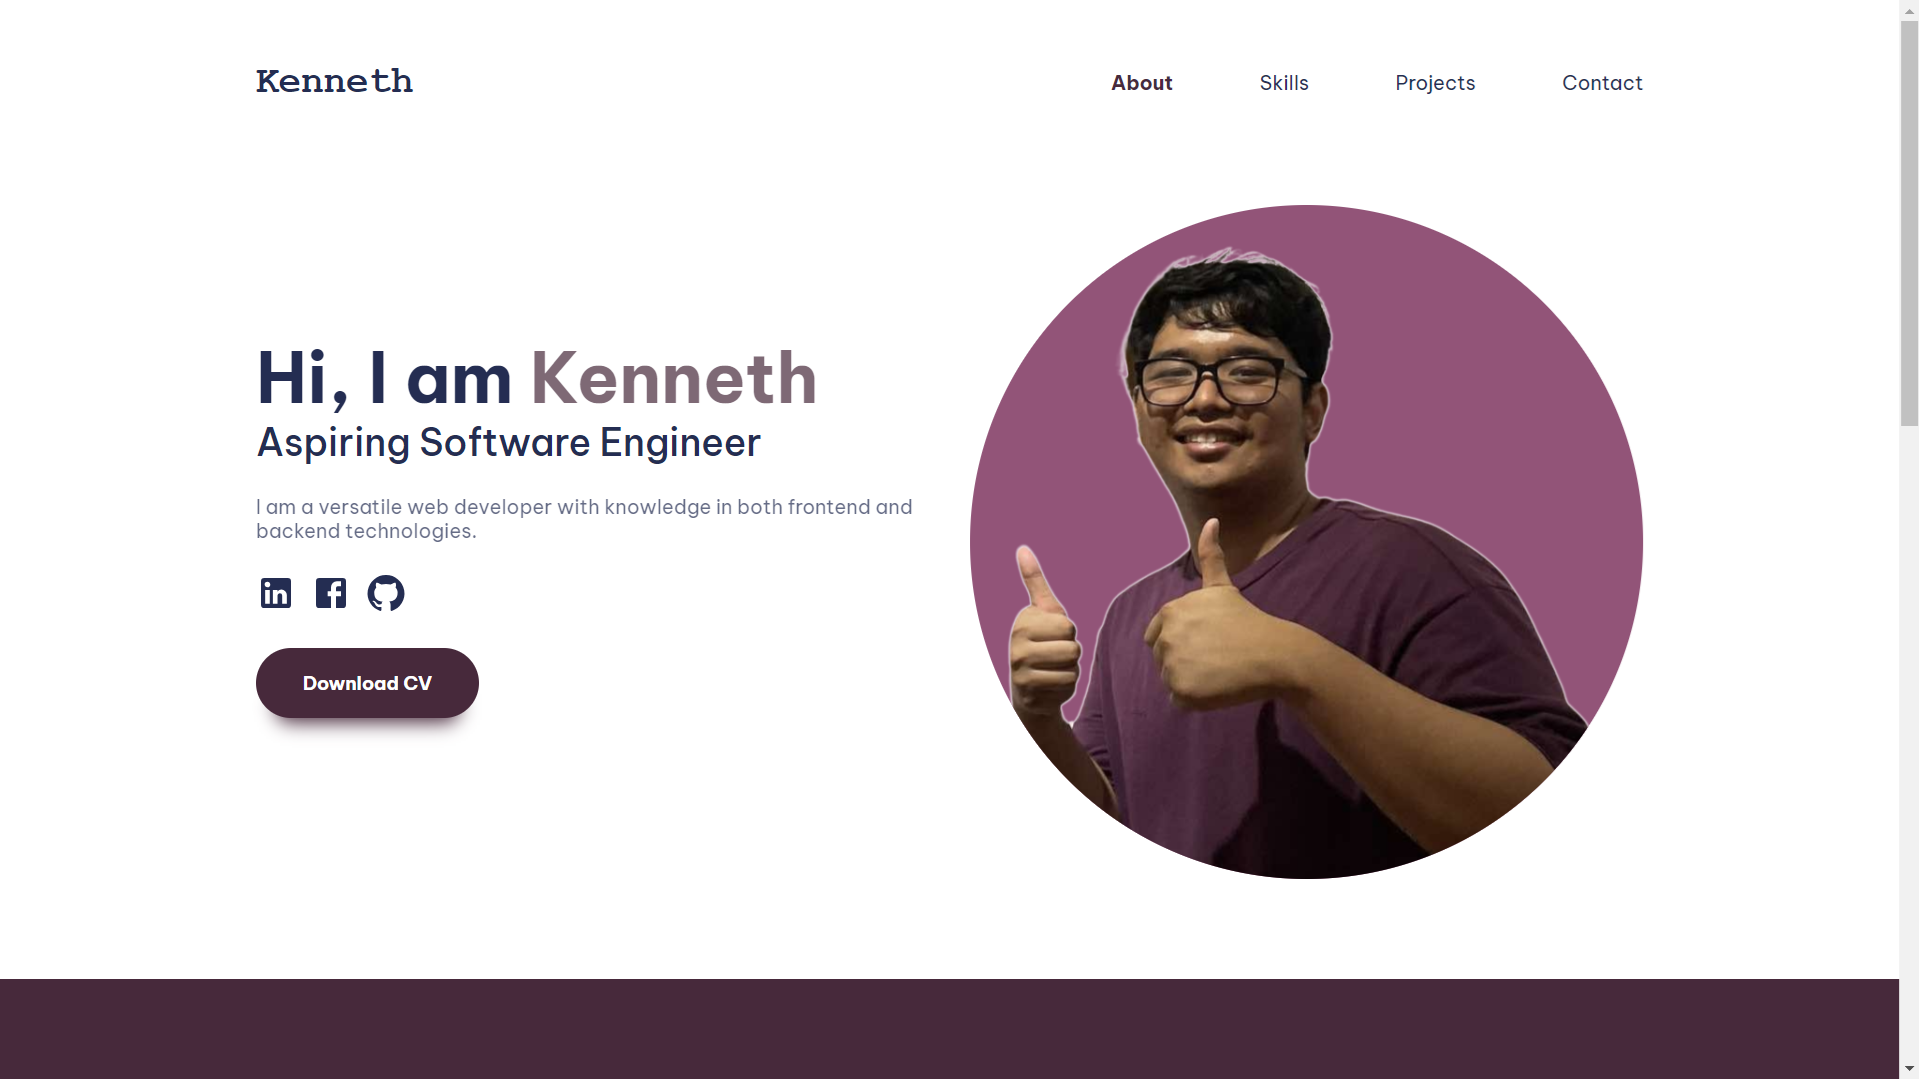 Kenneth
About
Skills
Projects
Contact
Hi, I am Kenneth
Aspiring Software Engineer
I am a versatile web developer with knowledge in both frontend and
backend technologies.
in
Download CV